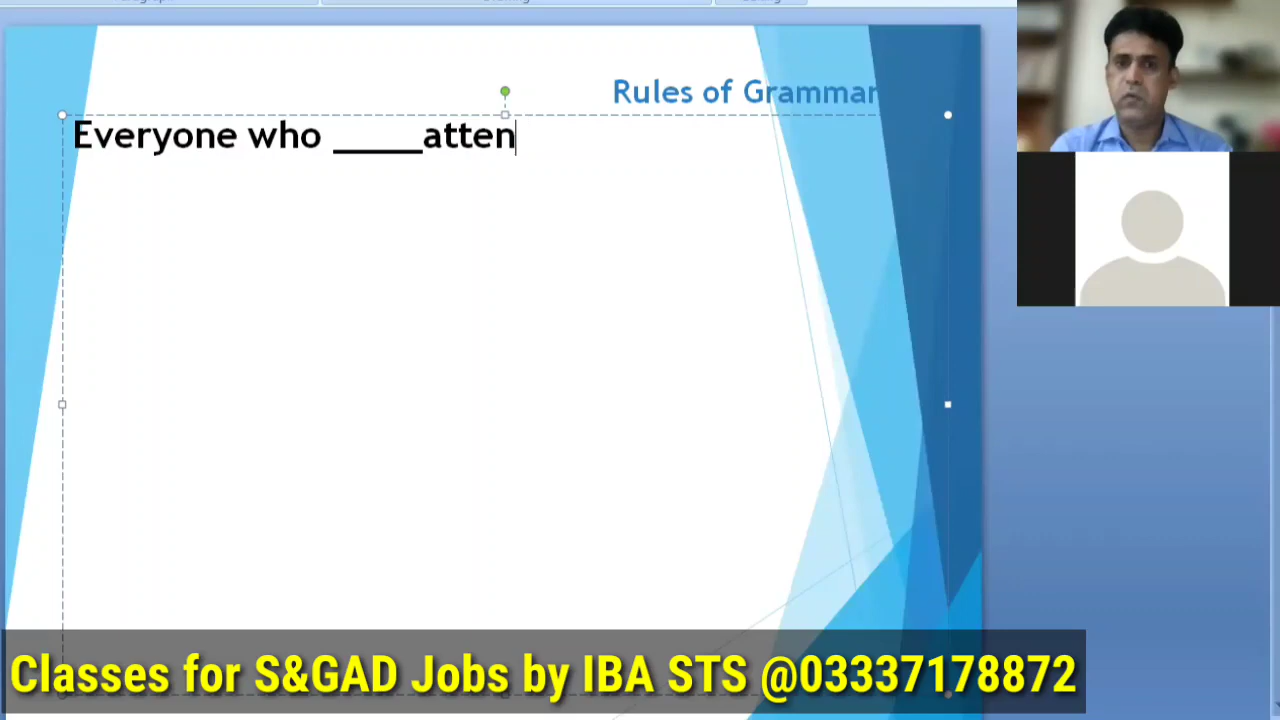 Rules of Grammar
Everyone who _____atten
Classes for S&GAD Jobs by IBA STS @03337178872